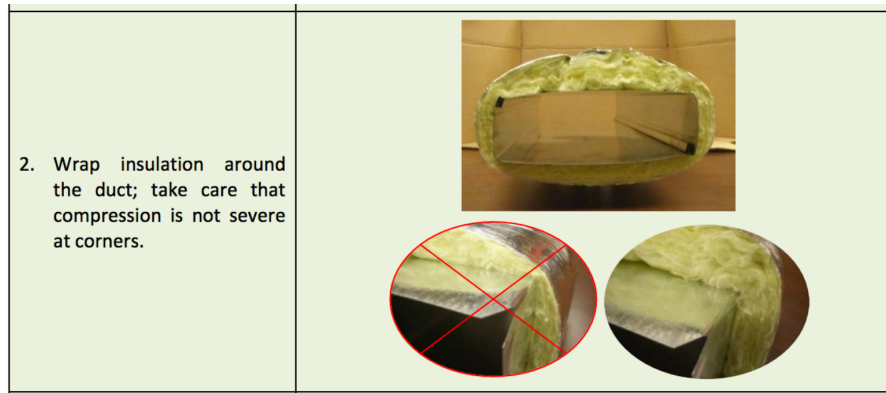 2. Wrap insulation around
the duct; take care that
compression is not severe
at corners.